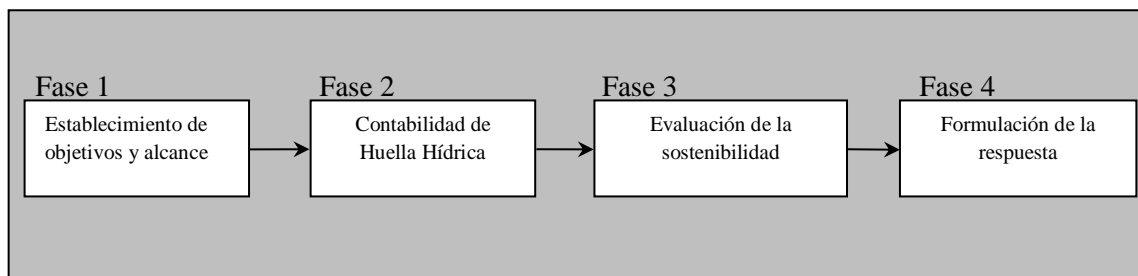 Fase 1
Establecimiento de
objetivos y alcance
Fase 2
Contabilidad de
Huella Hídrica
Fase 3
Evaluación de la
sostenibilidad
Fase 4
Formulación de la
respuesta